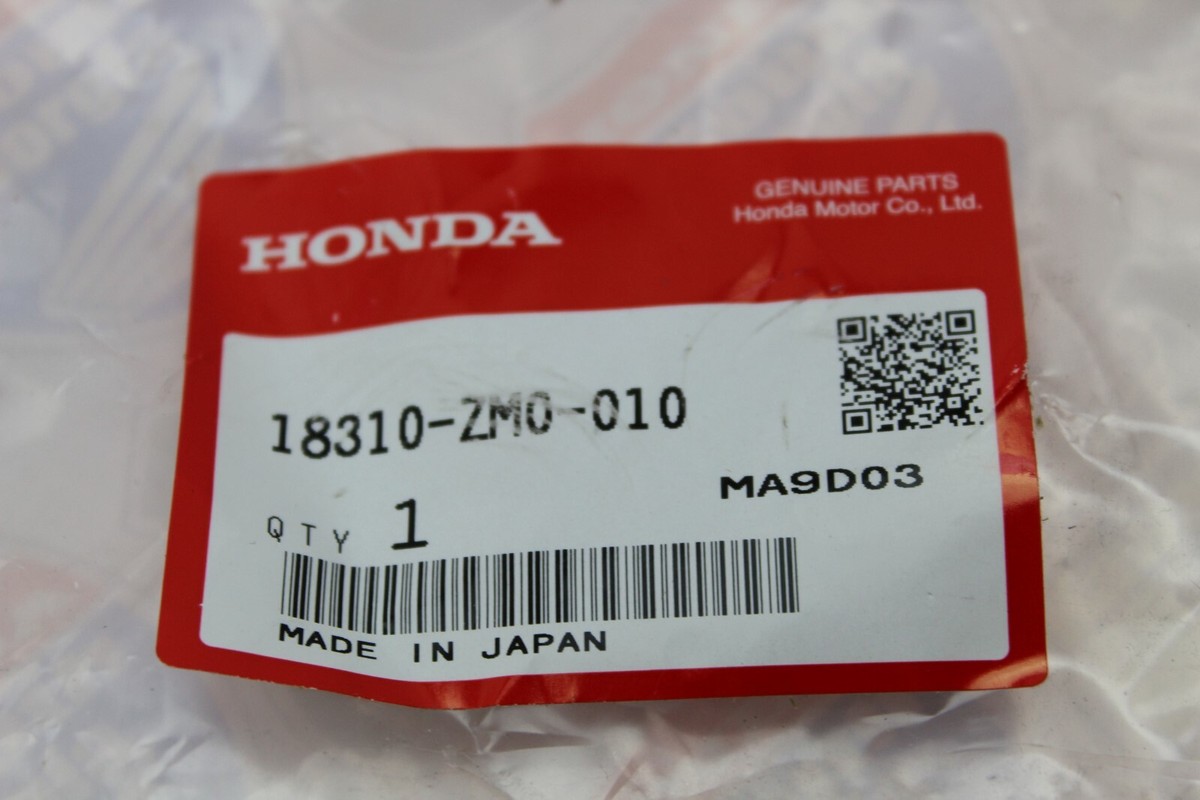 HONDA
GENUINE PARTS
Honda Motor Co., Ltd.
18310-ZM0-010
MA9D03
QTY 1
MADE IN JAPAN